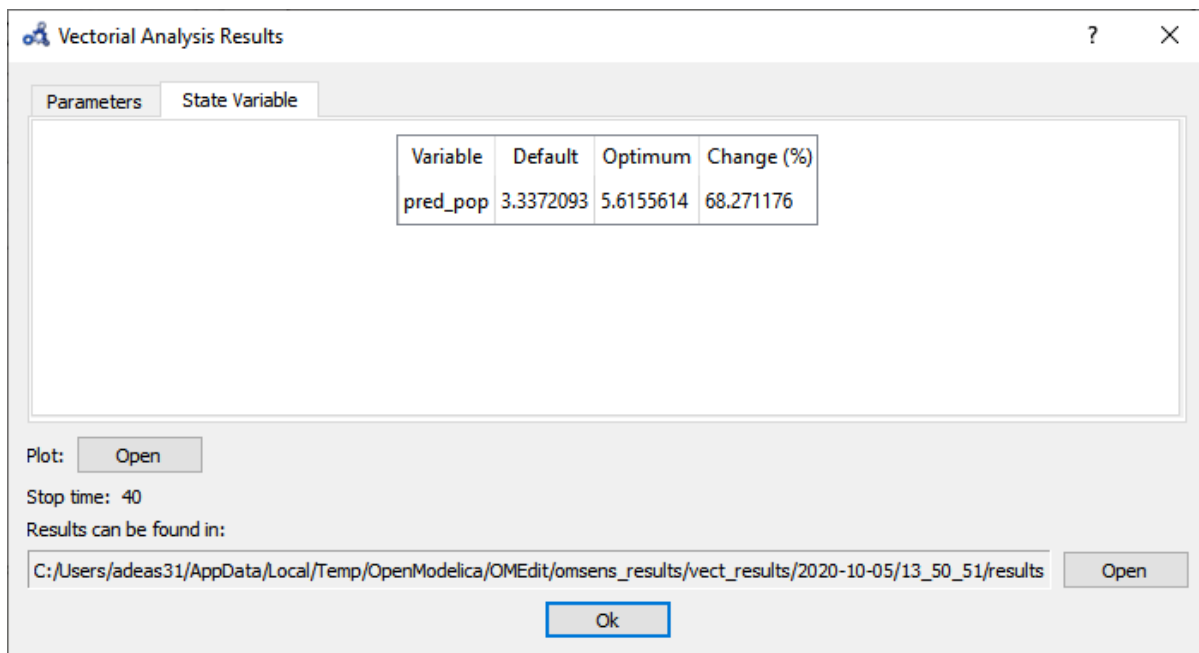 Vectorial Analysis Results ?
Parameters State Variable
Variable Default Optimum Change (%)
pred_pop 3.3372093 5.6155614 68.271176
Plot: Open
Stop time: 40
Results can be found in:
C:/Users/adeas31/AppData/Local/Temp/OpenModelica/OMEdit/omsens_results/vect_results/2020-10-05/13_50_51/results Open
Ok